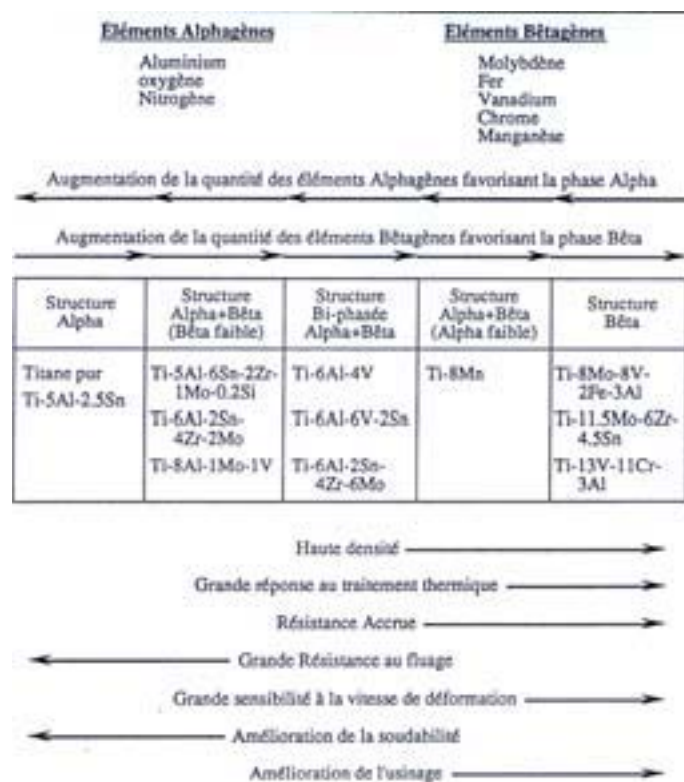 Eléments Alphagènes
Aluminium
oxygène
Nitrogène
Eléments Bêtagènes
Molybdène
Fer
Vanadium
Chrome
Manganèse
Augmentation de la quantité des éléments Alphagènes favorisant la phase Alpha
Augmentation de la quantité des éléments Bêtagènes favorisant la phase Bêta
Structure
Alpha
Structure
Alpha+Bêta
(Bêta faible)
Structure
Bi-phasée
Alpha+Bêta
Structure
Alpha+Bêta
(Alpha faible)
Structure
Bêta
Titane pur
Ti-5Al-2.5Sn
Ti-5Al-6Sn-2Zr-
1Mo-0.2Si
Ti-6Al-2Sn-
4Zr-2Mo
Ti-8Al-1Mo-1V
Ti-6Al-4V
Ti-6Al-6V-2Sn
Ti-6Al-2Sn-
4Zr-6Mo
Ti-8Mn
Ti-8Mo-8V-
2Fe-3Al
Ti-11.5Mo-6Zr-
4.5Sn
Ti-13V-11Cr-
3Al
Haute densité
Grande réponse au traitement thermique
Résistance Accrue
Grande Résistance au fluage
Grande sensibilité à la vitesse de déformation
Amélioration de la soudabilité
Amélioration de l'usinage